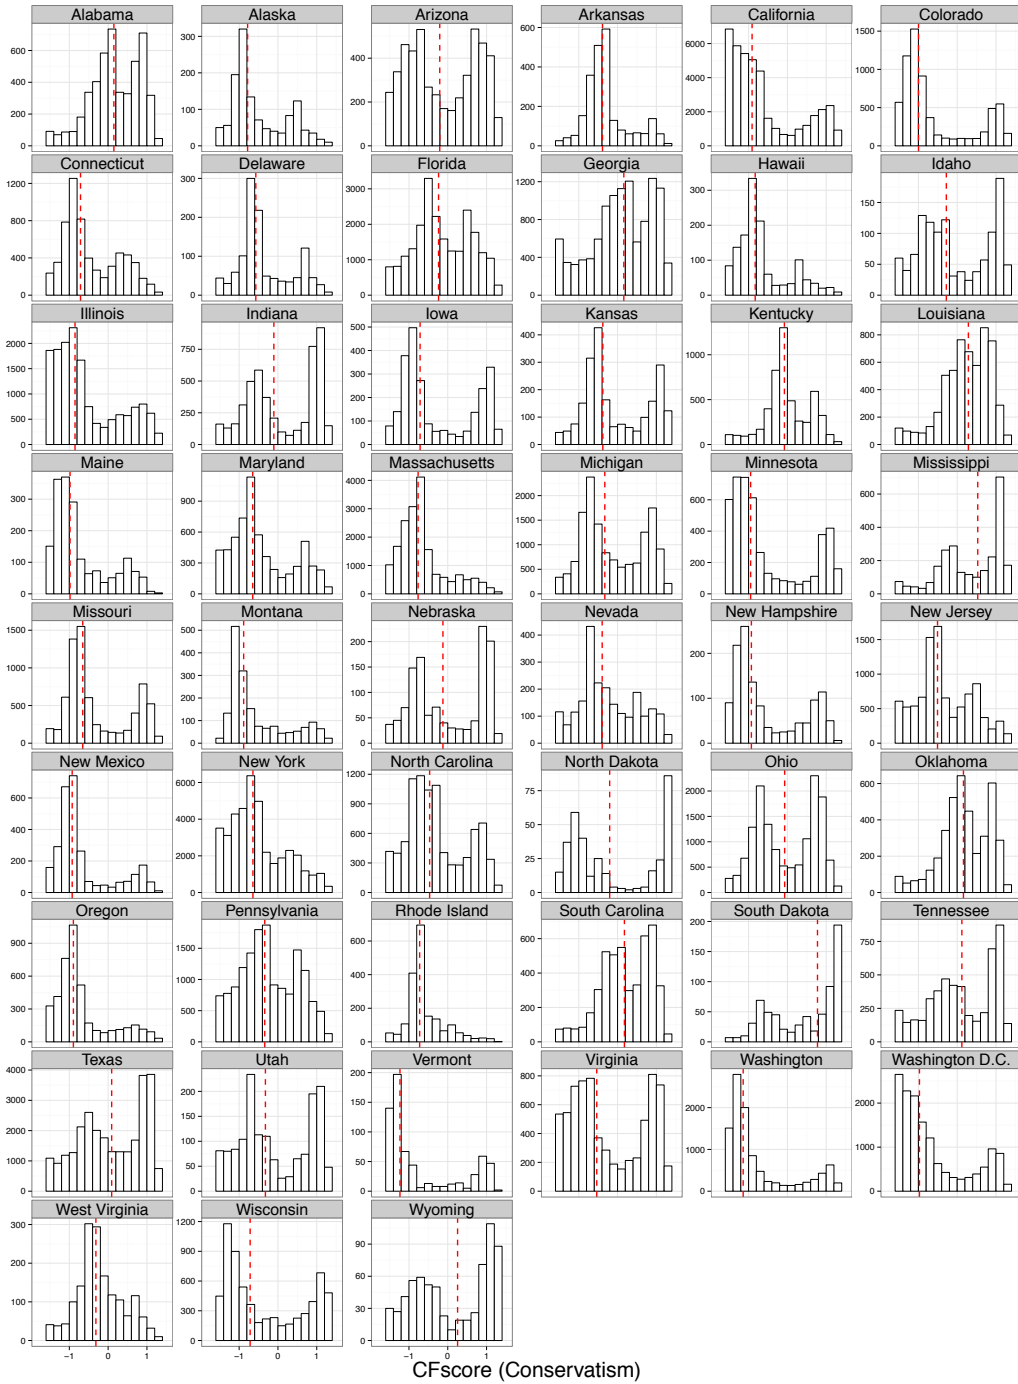 Alabama Alaska Arizona Arkansas California Colorado
600 400 200 0
300 200 100 0
400 200 0
600 400 200 0
6000 4000 2000 0
1500 1000 500 0
Connecticut Delaware Florida Georgia Hawaii Idaho
1200 800 400 0
300 200 100 0
3000 2000 1000 0
1200 800 400 0
300 200 100 0
150 100 50 0
Illinois Indiana Iowa Kansas Kentucky Louisiana
2000 1500 1000 500 0
750 500 250 0
500 400 300 200 100 0
400 300 200 100 0
1000 500 0
800 600 400 200 0
Maine Maryland Massachusetts Michigan Minnesota Mississippi
300 200 100 0
900 600 300 0
4000 3000 2000 1000 0
2000 1500 1000 500 0
600 400 200 0
600 400 200 0
Missouri Montana Nebraska Nevada New Hampshire New Jersey
1500 1000 500 0
500 400 300 200 100 0
200 150 100 50 0
400 300 200 100 0
200 100 0
1500 1000 500 0
New Mexico New York North Carolina North Dakota Ohio Oklahoma
600 400 200 0
6000 4000 2000 0
1200 900 600 300 0
75 50 25 0
2000 1500 1000 500 0
600 400 200 0
Oregon Pennsylvania Rhode Island South Carolina South Dakota Tennessee
900 600 300 0
1500 1000 500 0
600 400 200 0
600 400 200 0
200 150 100 50 0
750 500 250 0
Texas Utah Vermont Virginia Washington Washington D.C.
4000 3000 2000 1000 0
200 150 100 50 0
200 150 100 50 0
800 600 400 200 0
2000 1000 0
2000 1000 0
West Virginia Wisconsin Wyoming
300 200 100 0
1200 900 600 300 0
90 60 30 0
−1 0 1 −1 0 1 −1 0 1
CFscore (Conservatism)